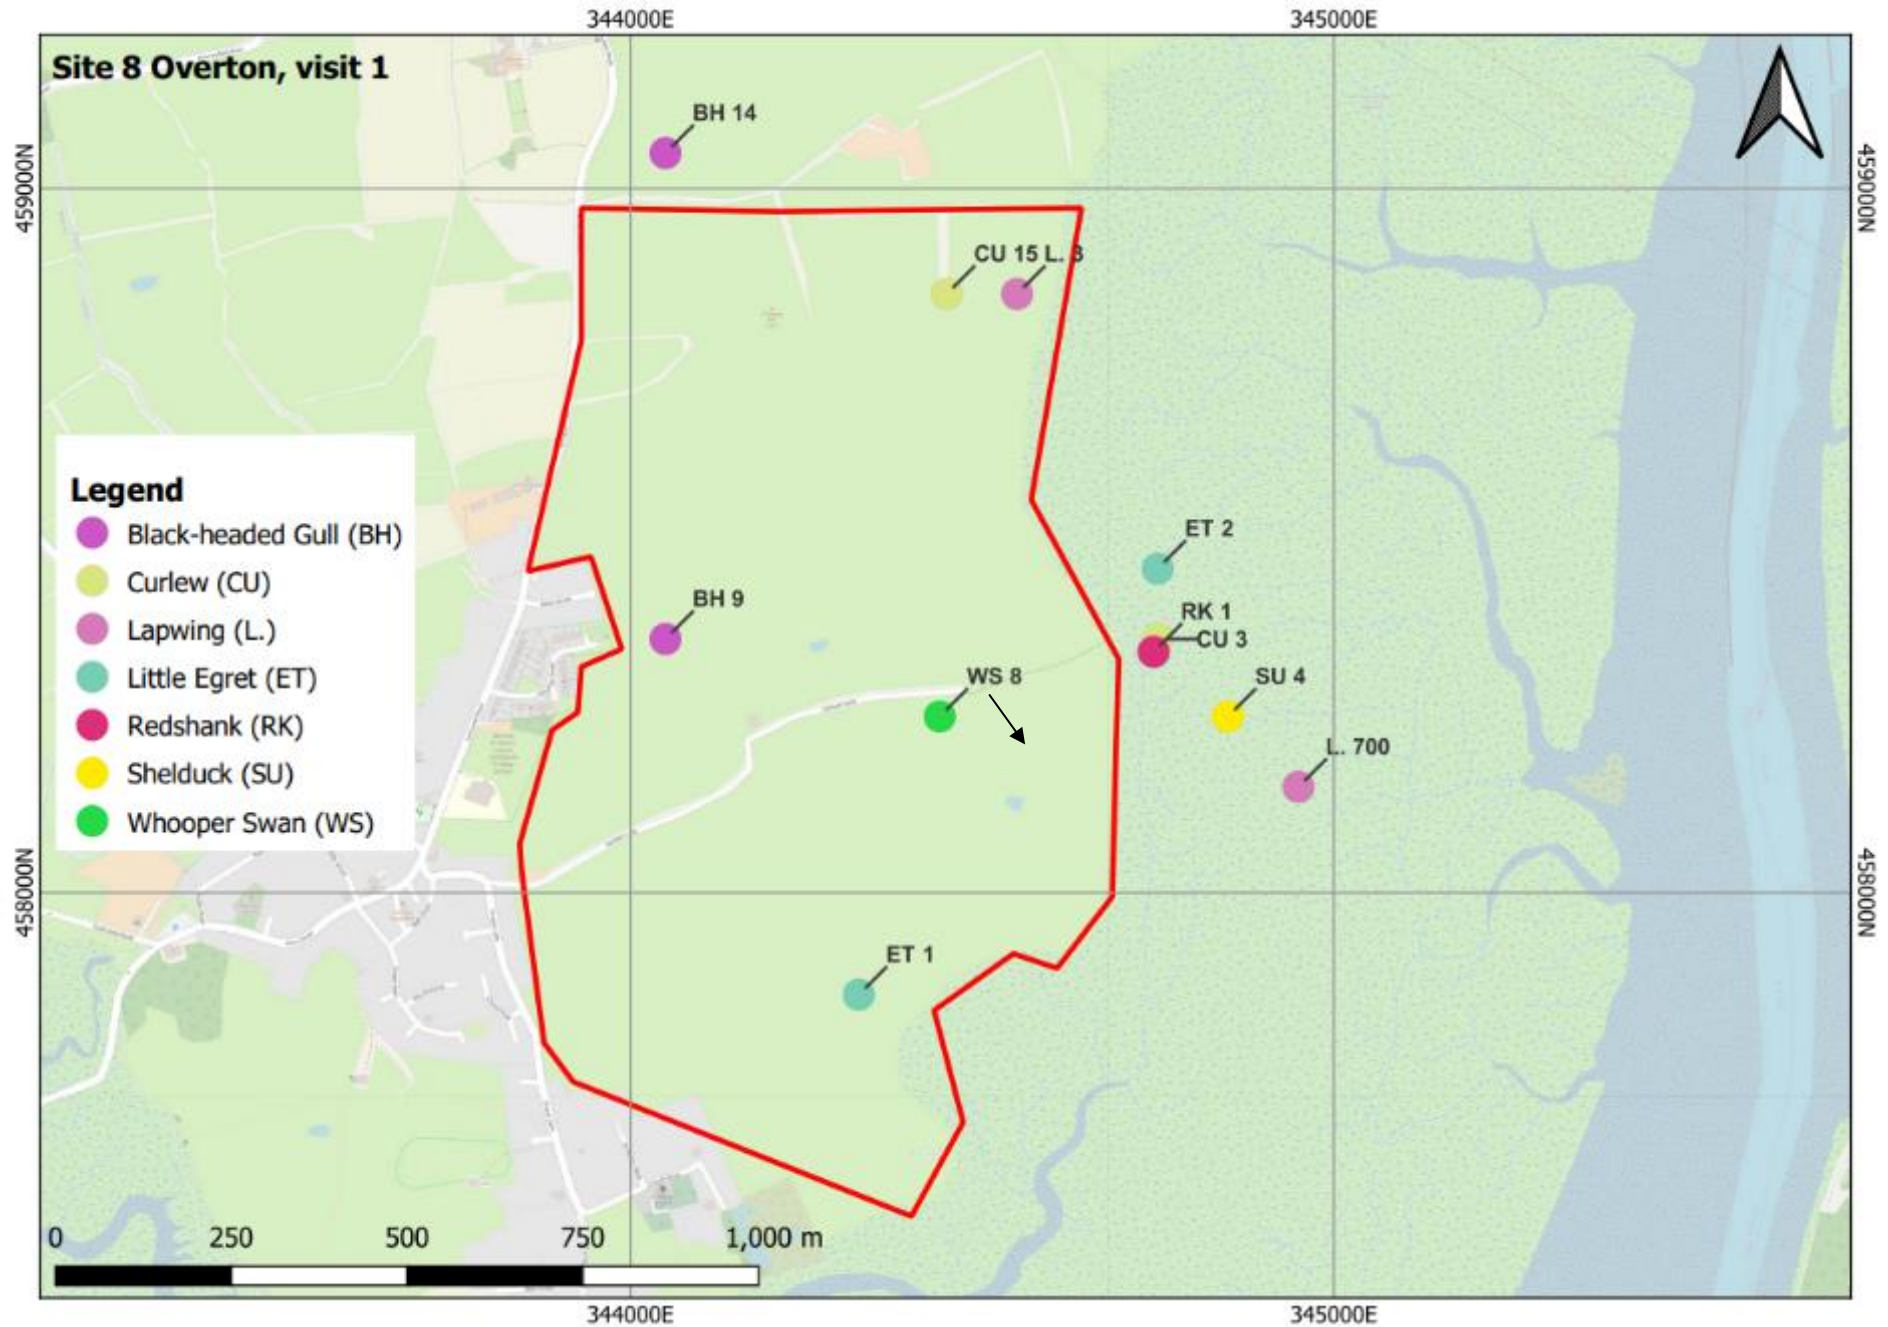 344000E
345000E
Site 8 Overton, visit 1
BH 14
459000N
459000N
CU 15
L. 3
Legend
Black-headed Gull (BH)
Curlew (CU)
Lapwing (L.)
Little Egret (ET)
Redshank (RK)
Shelduck (SU)
Whooper Swan (WS)
ET 2
BH 9
RK 1
CU 3
WS 8
SU 4
L. 700
458000N
458000N
ET 1
0 250 500 750 1,000 m
344000E
345000E